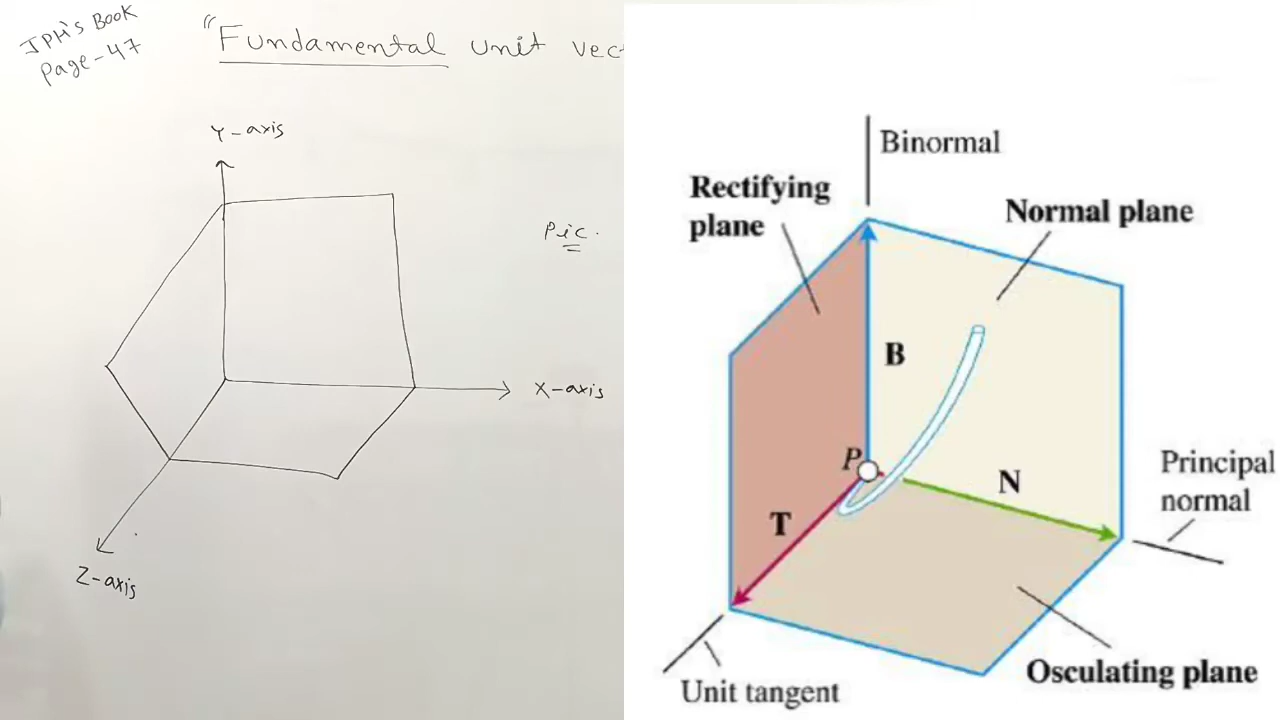 JPH's Book
Page-47
"Fundamental unit
Y-axis
Pic.
X-axis
Z-axis
Binormal
Rectifying
plane
Normal plane
B
P
N
T
Principal
normal
Osculating plane
Unit tangent